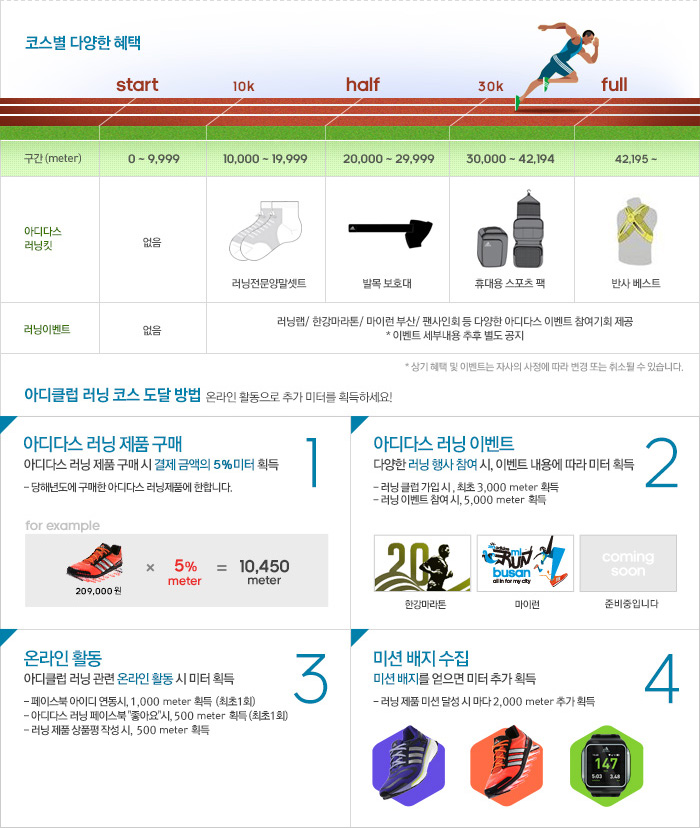 코스별 다양한 혜택
start 10k half 30k full
구간 (meter) 0 ~ 9,999 10,000 ~ 19,999 20,000 ~ 29,999 30,000 ~ 42,194 42,195 ~
아디다스
러닝킷
없음
러닝전문양말셋트 발목 보호대 휴대용 스포츠 팩 반사 베스트
러닝이벤트 없음
러닝랩/ 한강마라톤/ 마이런 부산/ 팬사인회 등 다양한 아디다스 이벤트 참여기회 제공
* 이벤트 세부내용 추후 별도 공지
* 상기 혜택 및 이벤트는 자사의 사정에 따라 변경 또는 취소될 수 있습니다.
아디클럽 러닝 코스 도달 방법 온라인 활동으로 추가 미터를 획득하세요!
아디다스 러닝 제품 구매
아디다스 러닝 제품 구매 시 결제 금액의 5%미터 획득
- 당해년도에 구매한 아디다스 러닝제품에 한합니다.
1
for example
209,000원
× 5% meter = 10,450 meter
아디다스 러닝 이벤트
다양한 러닝 행사 참여 시, 이벤트 내용에 따라 미터 획득
- 러닝 클럽 가입 시 , 최초 3,000 meter 획득
- 러닝 이벤트 참여 시, 5,000 meter 획득
2
20
mi
RUN
busan
all in for my city
coming
soon
한강마라톤 마이런 준비중입니다
온라인 활동
아디클럽 러닝 관련 온라인 활동 시 미터 획득
- 페이스북 아이디 연동시, 1,000 meter 획득 (최초1회)
- 아디다스 러닝 페이스북 "좋아요"시, 500 meter 획득 (최초1회)
- 러닝 제품 상품평 작성 시, 500 meter 획득
3
미션 배지 수집
미션 배지를 얻으면 미터 추가 획득
- 러닝 제품 미션 달성 시 마다 2,000 meter 추가 획득
4
147
5.03 3.48